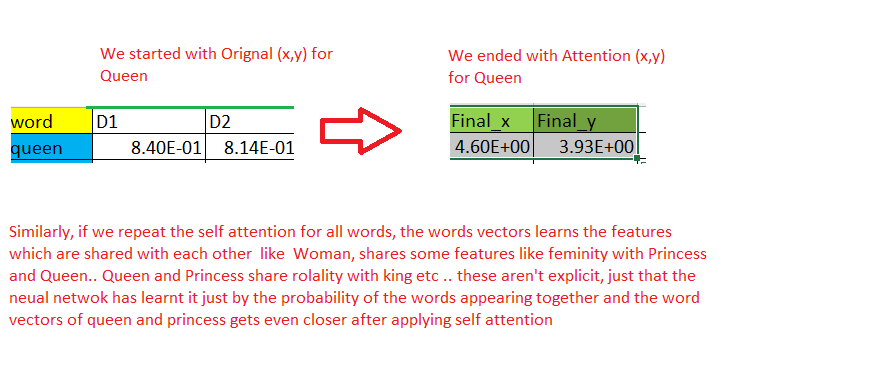 We started with Orignal (x,y) for
Queen
We ended with Attention (x,y)
for Queen
word D1 D2
queen 8.40E-01 8.14E-01
Final_x Final_y
4.60E+00 3.93E+00
Similarly, if we repeat the self attention for all words, the words vectors learns the features
which are shared with each other like Woman, shares some features like feminity with Princess
and Queen.. Queen and Princess share rolality with king etc .. these aren't explicit, just that the
neual netwok has learnt it just by the probability of the words appearing together and the word
vectors of queen and princess gets even closer after applying self attention